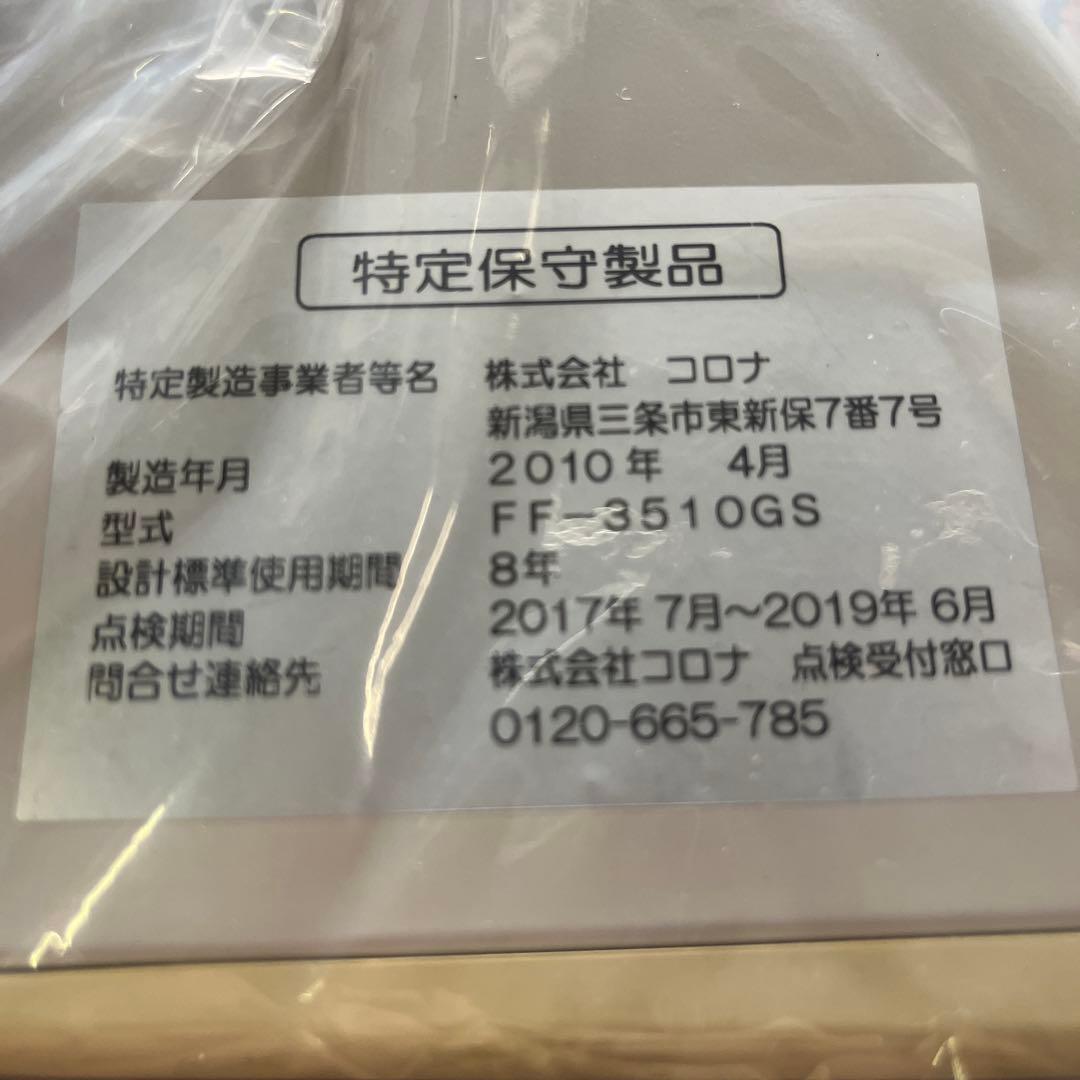 特定保守製品
特定製造事業者等名 株式会社 コロナ
新潟県三条市東新保7番7号
製造年月 2010年 4月
型式 FF-3510GS
設計標準使用期間 8年
点検期間 2017年 7月～2019年 6月
問合せ連絡先 株式会社コロナ 点検受付窓口
0120-665-785